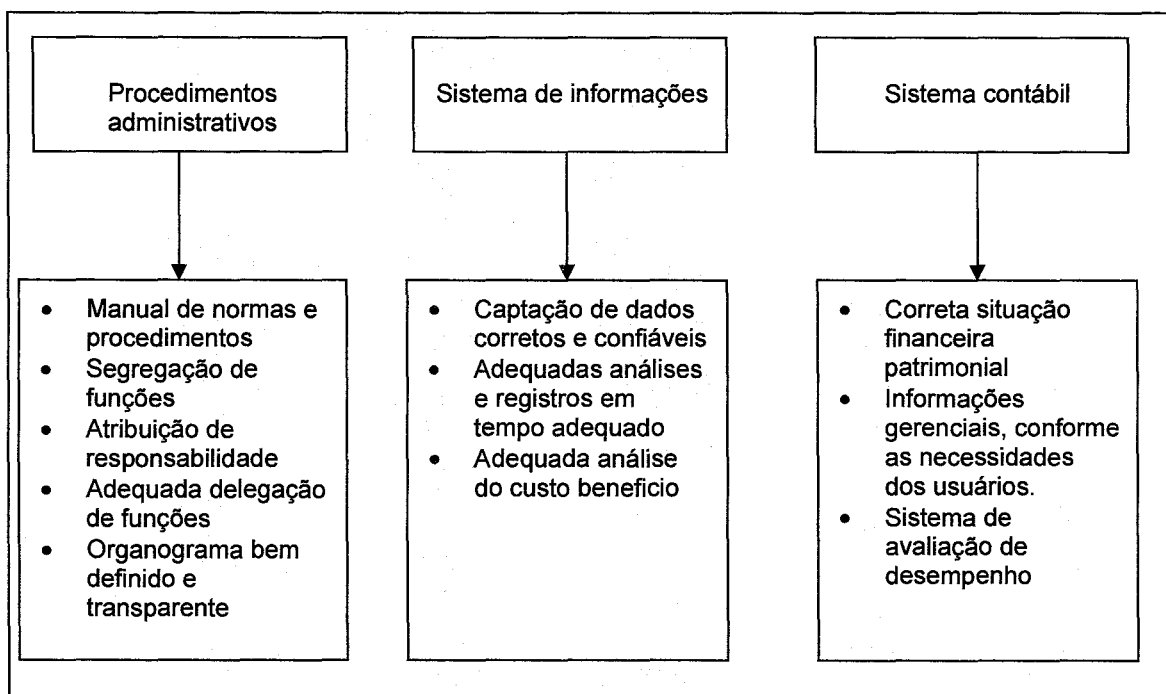 Procedimentos
administrativos
Sistema de informações
Sistema contábil
• Manual de normas e
procedimentos
• Segregação de
funções
• Atribuição de
responsabilidade
• Adequada delegação
de funções
• Organograma bem
definido e
transparente
• Captação de dados
corretos e confiáveis
• Adequadas análises
e registros em
tempo adequado
• Adequada análise
do custo beneficio
• Correta situação
financeira
patrimonial
• Informações
gerenciais, conforme
as necessidades
dos usuários.
• Sistema de
avaliação de
desempenho